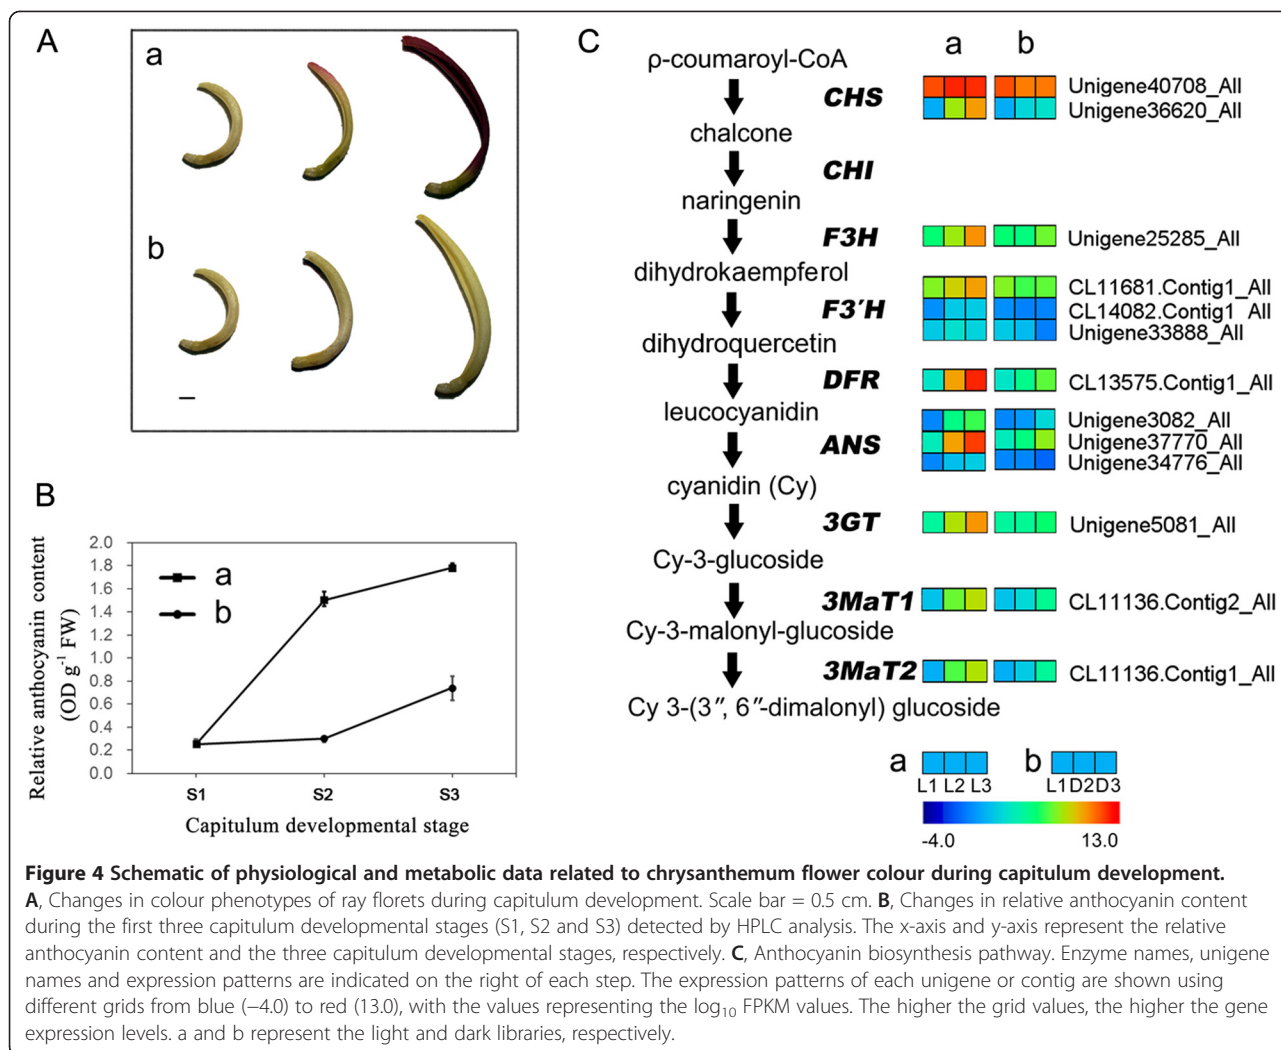 A
a
b
B
2.0
1.8
1.6
1.4
1.2
1.0
0.8
0.6
0.4
0.2
0.0
a
b
Relative anthocyanin content
(OD g⁻¹ FW)
S1 S2 S3
Capitulum developmental stage
C
a b
ρ-coumaroyl-CoA
CHS
Unigene40708_All
Unigene36620_All
chalcone
CHI
naringenin
F3H
Unigene25285_All
dihydrokaempferol
F3′H
CL11681.Contig1_All
CL14082.Contig1_All
Unigene33888_All
dihydroquercetin
DFR
CL13575.Contig1_All
leucocyanidin
ANS
Unigene3082_All
Unigene37770_All
Unigene34776_All
cyanidin (Cy)
3GT
Unigene5081_All
Cy-3-glucoside
3MaT1
CL11136.Contig2_All
Cy-3-malonyl-glucoside
3MaT2
CL11136.Contig1_All
Cy 3-(3″, 6″-dimalonyl) glucoside
a b
L1 L2 L3 L1D2D3
-4.0 13.0
Figure 4 Schematic of physiological and metabolic data related to chrysanthemum flower colour during capitulum development.
A, Changes in colour phenotypes of ray florets during capitulum development. Scale bar = 0.5 cm. B, Changes in relative anthocyanin content
during the first three capitulum developmental stages (S1, S2 and S3) detected by HPLC analysis. The x-axis and y-axis represent the relative
anthocyanin content and the three capitulum developmental stages, respectively. C, Anthocyanin biosynthesis pathway. Enzyme names, unigene
names and expression patterns are indicated on the right of each step. The expression patterns of each unigene or contig are shown using
different grids from blue (−4.0) to red (13.0), with the values representing the log₁₀ FPKM values. The higher the grid values, the higher the gene
expression levels. a and b represent the light and dark libraries, respectively.